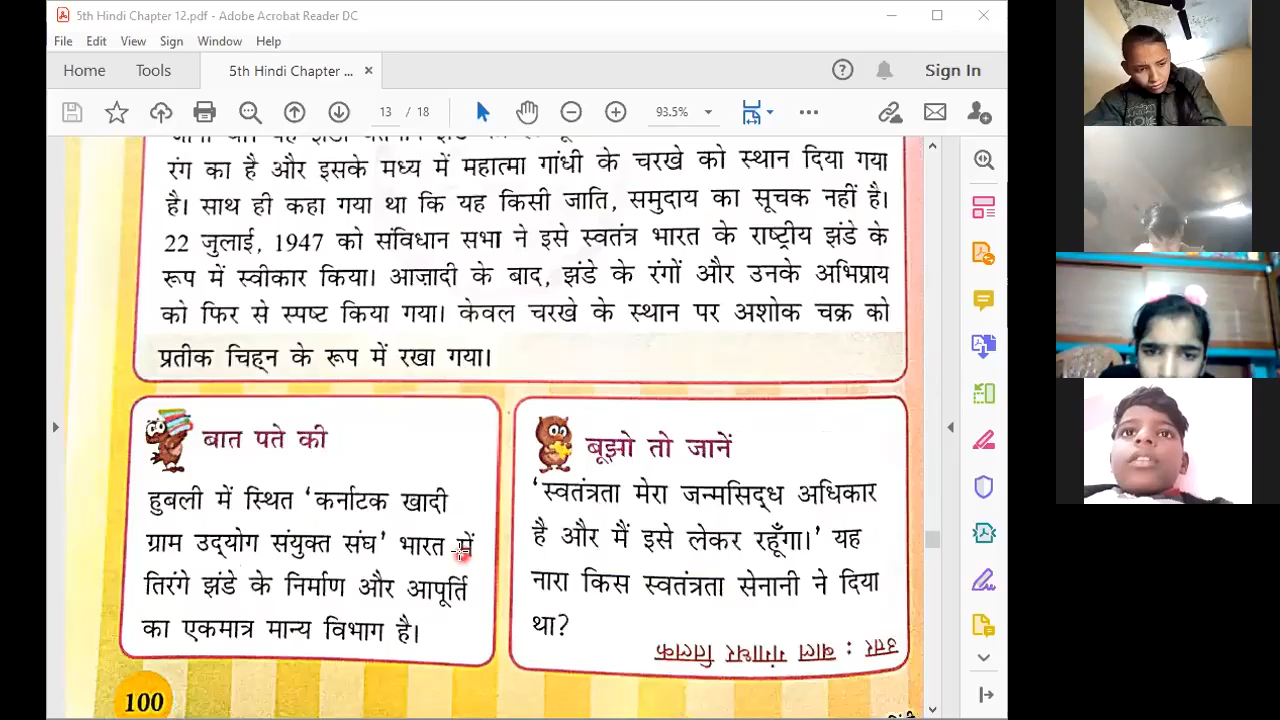 5th Hindi Chapter 12.pdf - Adobe Acrobat Reader DC
File Edit View Sign Window Help
Home Tools 5th Hindi Chapter ... × Sign In
13 / 18 93.5%
रंग का है और इसके मध्य में महात्मा गांधी के चरखे को स्थान दिया गया
है। साथ ही कहा गया था कि यह किसी जाति, समुदाय का सूचक नहीं है।
22 जुलाई, 1947 को संविधान सभा ने इसे स्वतंत्र भारत के राष्ट्रीय झंडे के
रूप में स्वीकार किया। आज़ादी के बाद, झंडे के रंगों और उनके अभिप्राय
को फिर से स्पष्ट किया गया। केवल चरखे के स्थान पर अशोक चक्र को
प्रतीक चिह्न के रूप में रखा गया।
बात पते की
हुबली में स्थित ‘कर्नाटक खादी
ग्राम उद्योग संयुक्त संघ’ भारत में
तिरंगे झंडे के निर्माण और आपूर्ति
का एकमात्र मान्य विभाग है।
बूझो तो जानें
‘स्वतंत्रता मेरा जन्मसिद्ध अधिकार
है और मैं इसे लेकर रहूँगा।’ यह
नारा किस स्वतंत्रता सेनानी ने दिया
था?
उत्तर : बाल गंगाधर तिलक
100